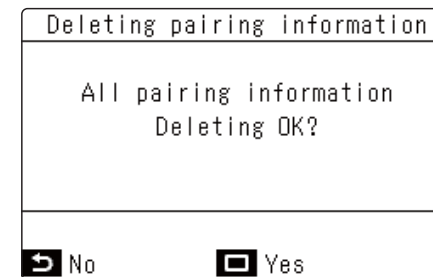 Deleting pairing information
All pairing information
Deleting OK?
No Yes